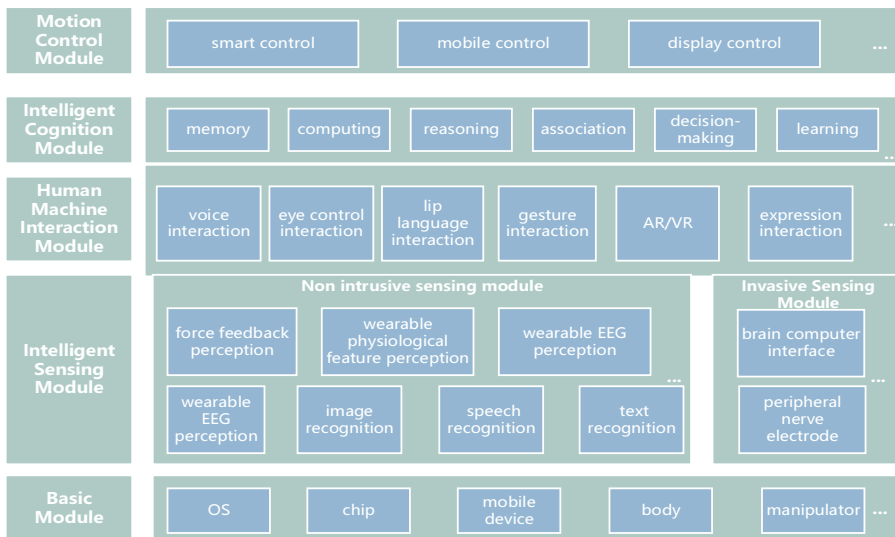 Motion
Control
Module
smart control
mobile control
display control
...
Intelligent
Cognition
Module
memory
computing
reasoning
association
decision-
making
learning
...
Human
Machine
Interaction
Module
voice
interaction
eye control
interaction
lip
language
interaction
gesture
interaction
AR/VR
expression
interaction
...
Intelligent
Sensing
Module
Non intrusive sensing module
force feedback
perception
wearable
physiological
feature perception
wearable EEG
perception
...
wearable
EEG
perception
image
recognition
speech
recognition
text
recognition
Invasive Sensing
Module
brain computer
interface
...
peripheral
nerve
electrode
Basic
Module
OS
chip
mobile
device
body
manipulator
...